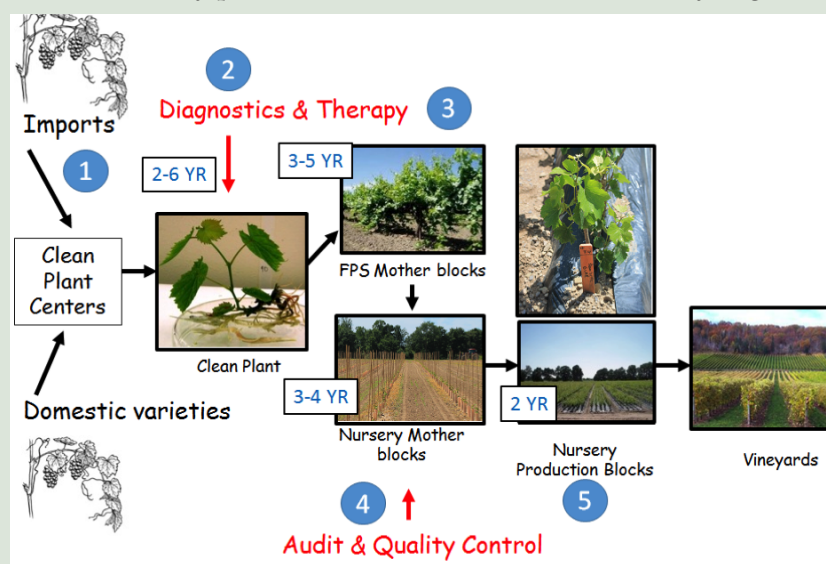 2
Diagnostics & Therapy
3
Imports
1
2-6 YR
3-5 YR
Clean
Plant
Centers
FPS Mother blocks
Clean Plant
Domestic varieties
3-4 YR
2 YR
Nursery Mother
blocks
Nursery
Production Blocks
Vineyards
4
5
Audit & Quality Control